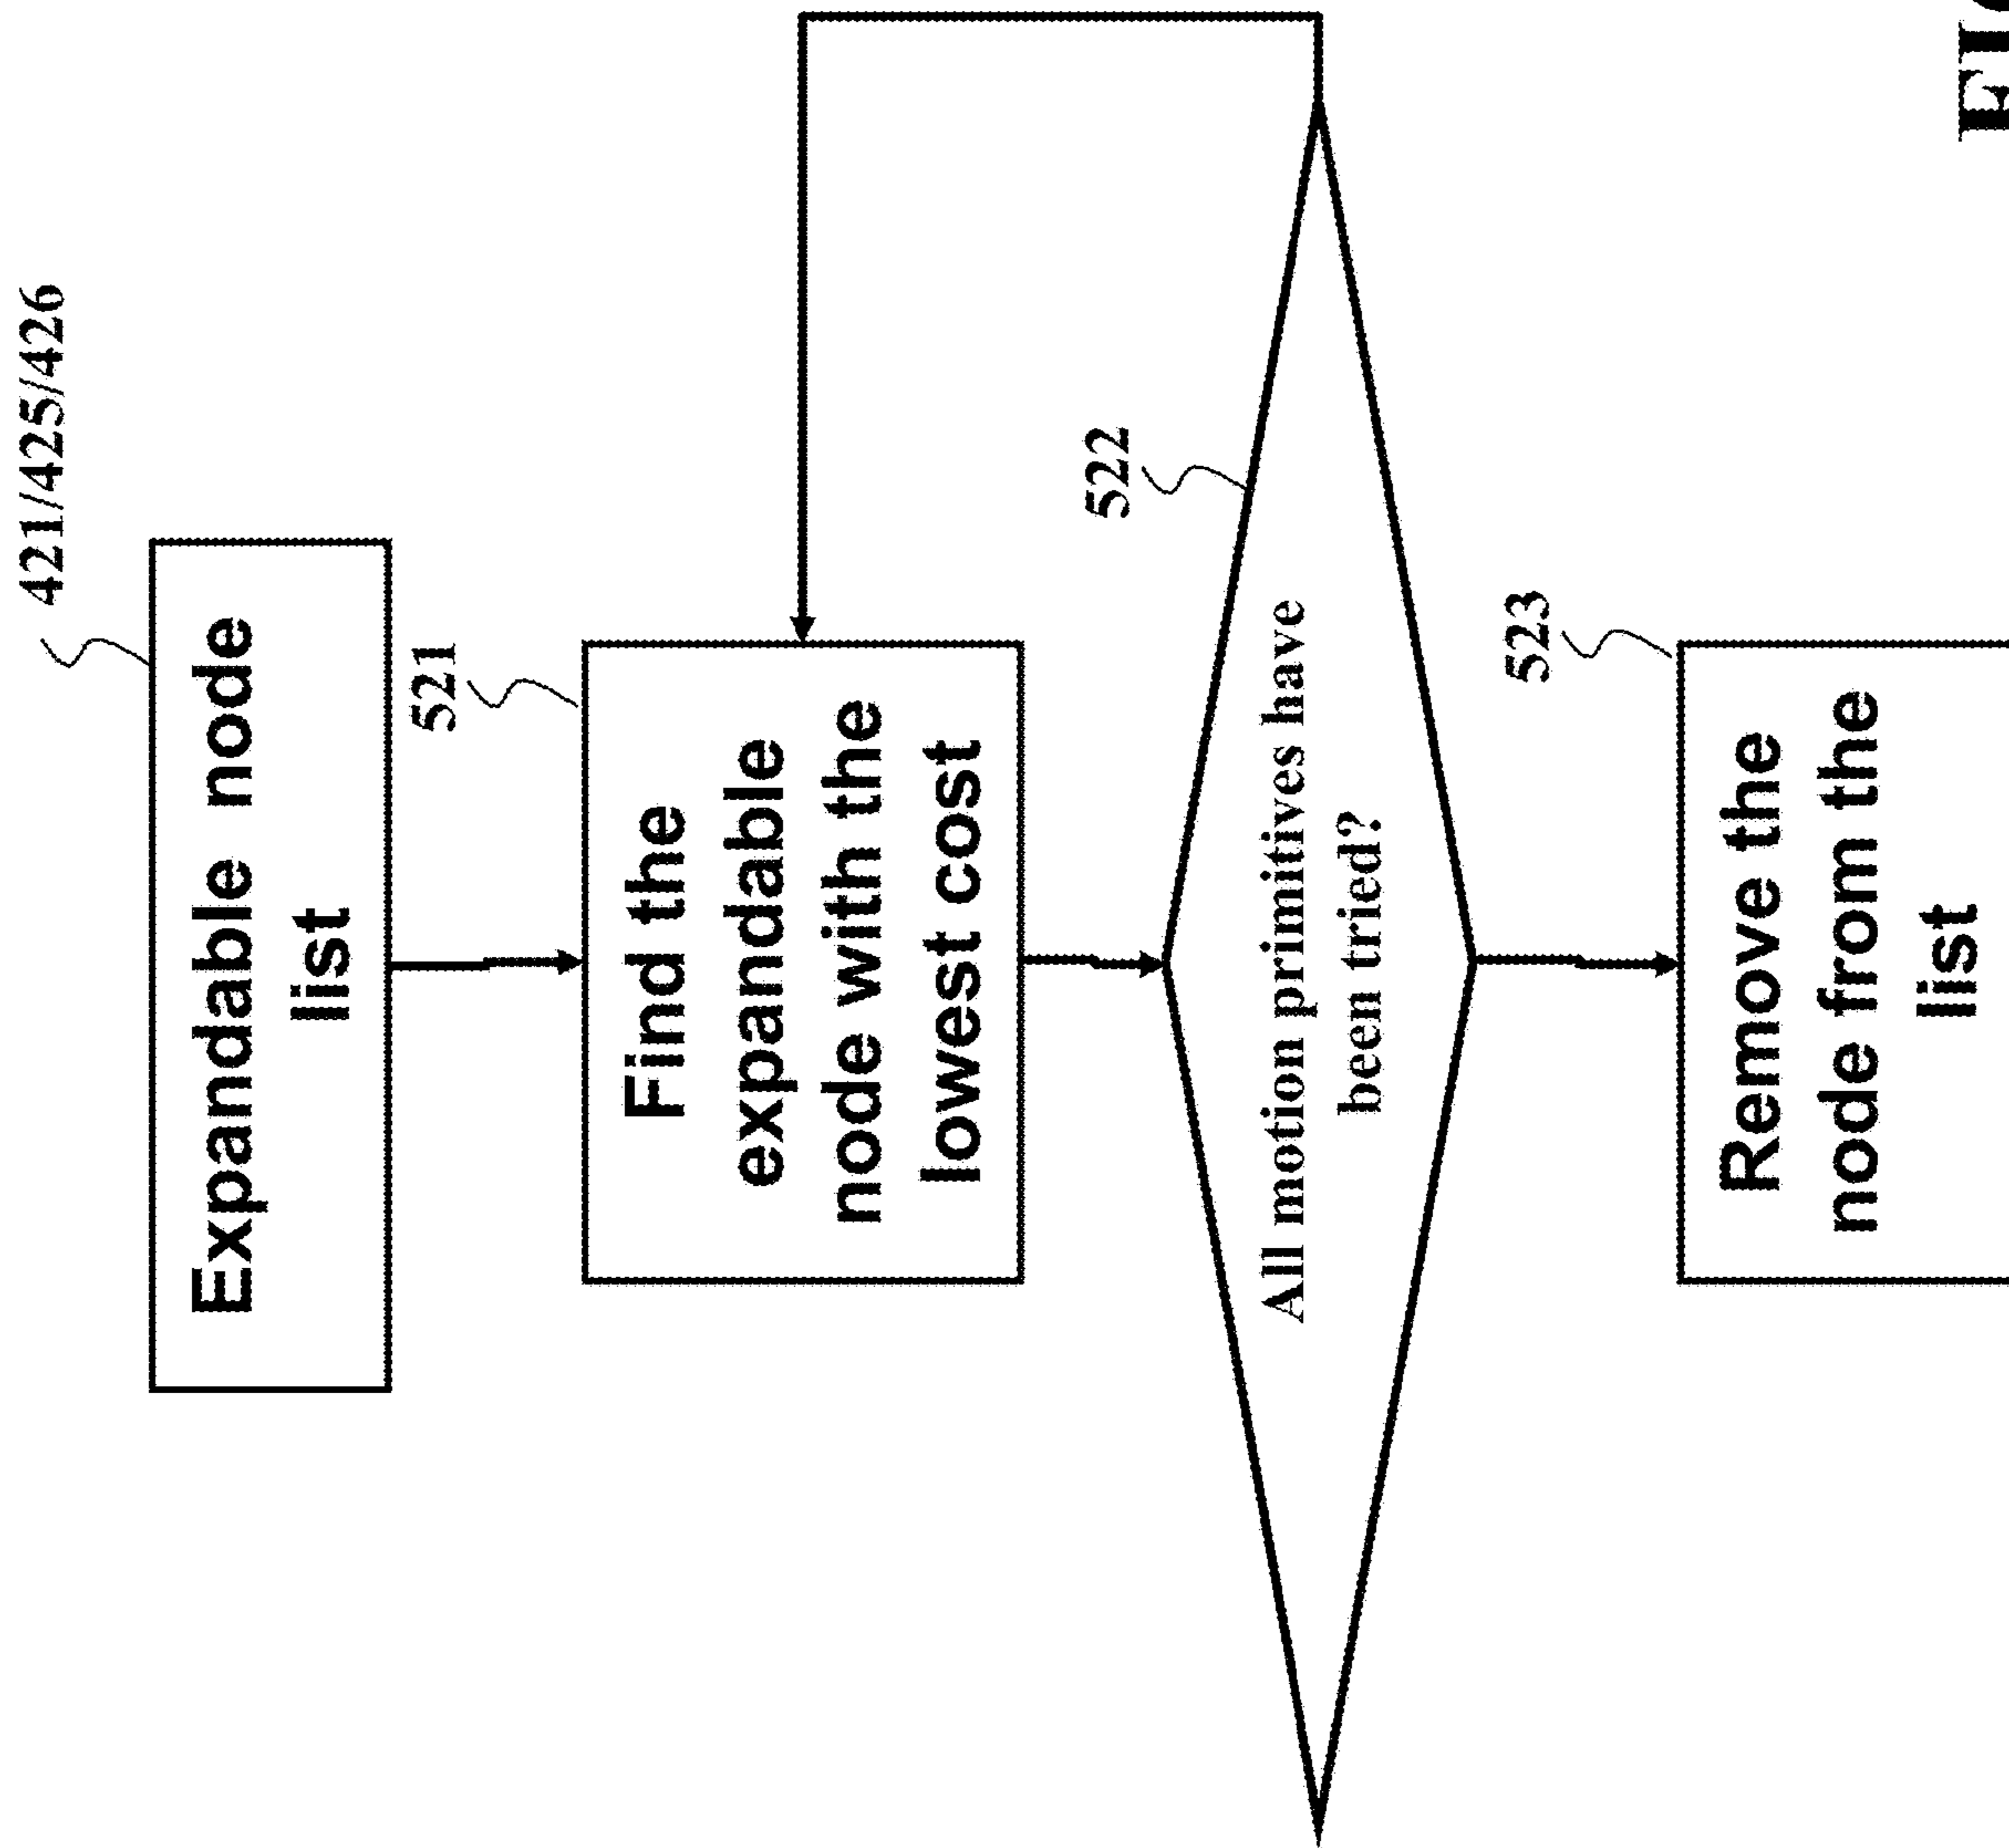 421/425/426
Expandable node
list
521
Find the
expandable
node with the
lowest cost
522
All motion primitives have
been tried?
523
Remove the
node from the
list